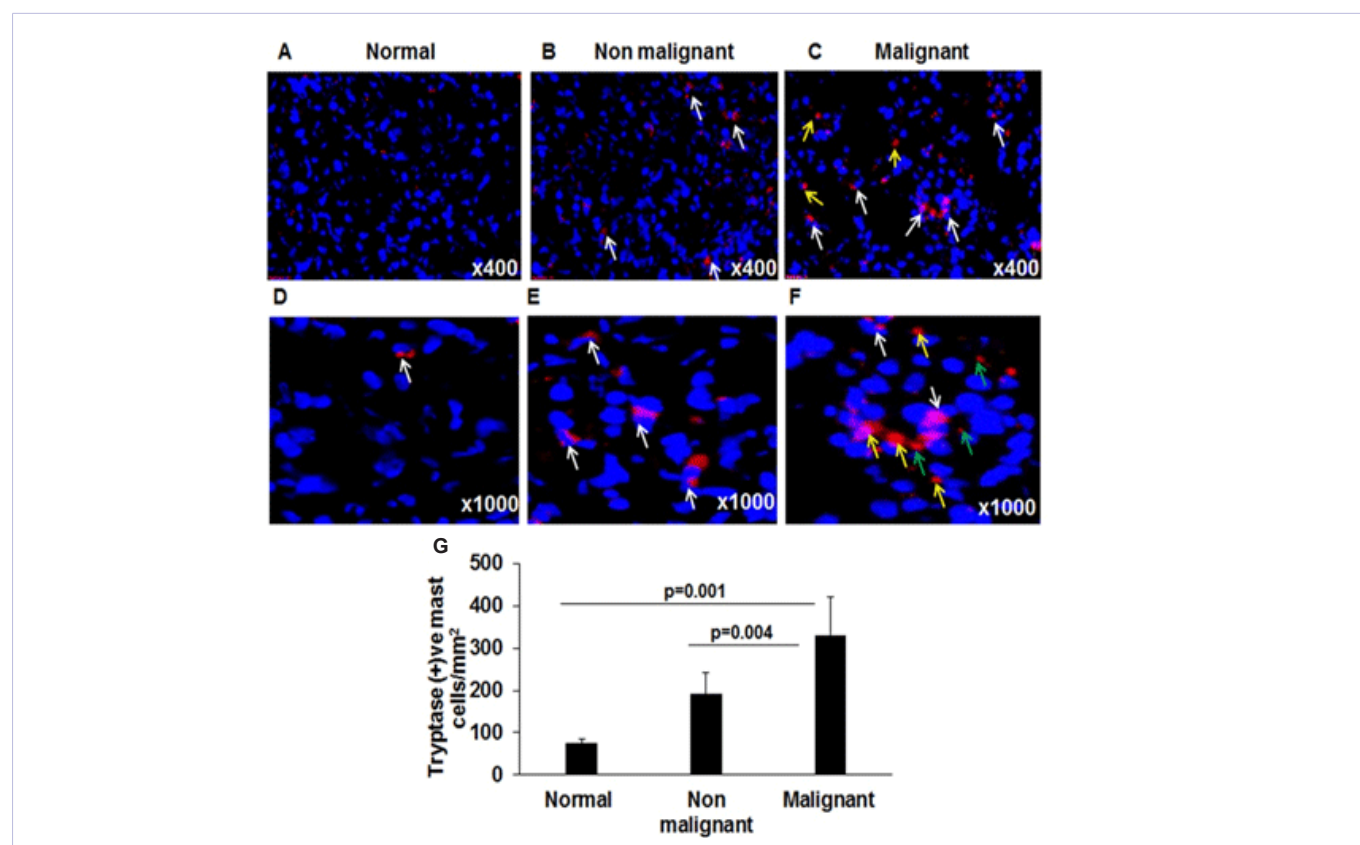 A Normal
B Non malignant
C Malignant
x400
x400
x400
D
E
F
x1000
x1000
x1000
G
Tryptase (+)ve mast
cells/mm²
500
400
300
200
100
0
p=0.001
p=0.004
Normal
Non
malignant
Malignant